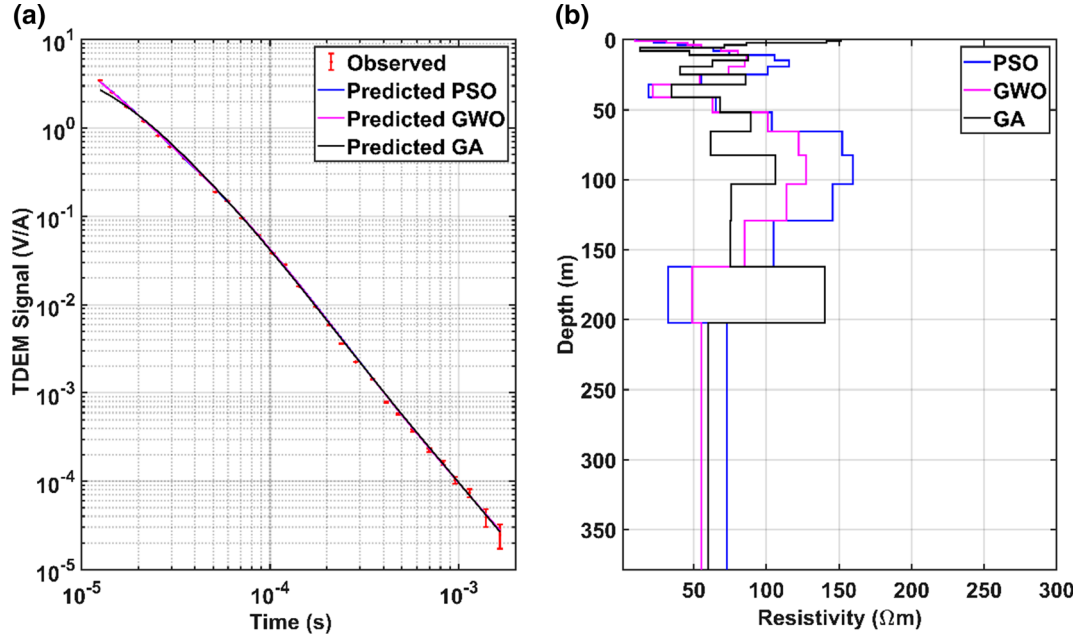 (a)
10^1
10^0
10^-1
10^-2
10^-3
10^-4
10^-5
TDEM Signal (V/A)
Observed
Predicted PSO
Predicted GWO
Predicted GA
10^-5
10^-4
10^-3
Time (s)
(b)
0
50
100
150
200
250
300
350
Depth (m)
PSO
GWO
GA
50
100
150
200
250
300
Resistivity (Ωm)